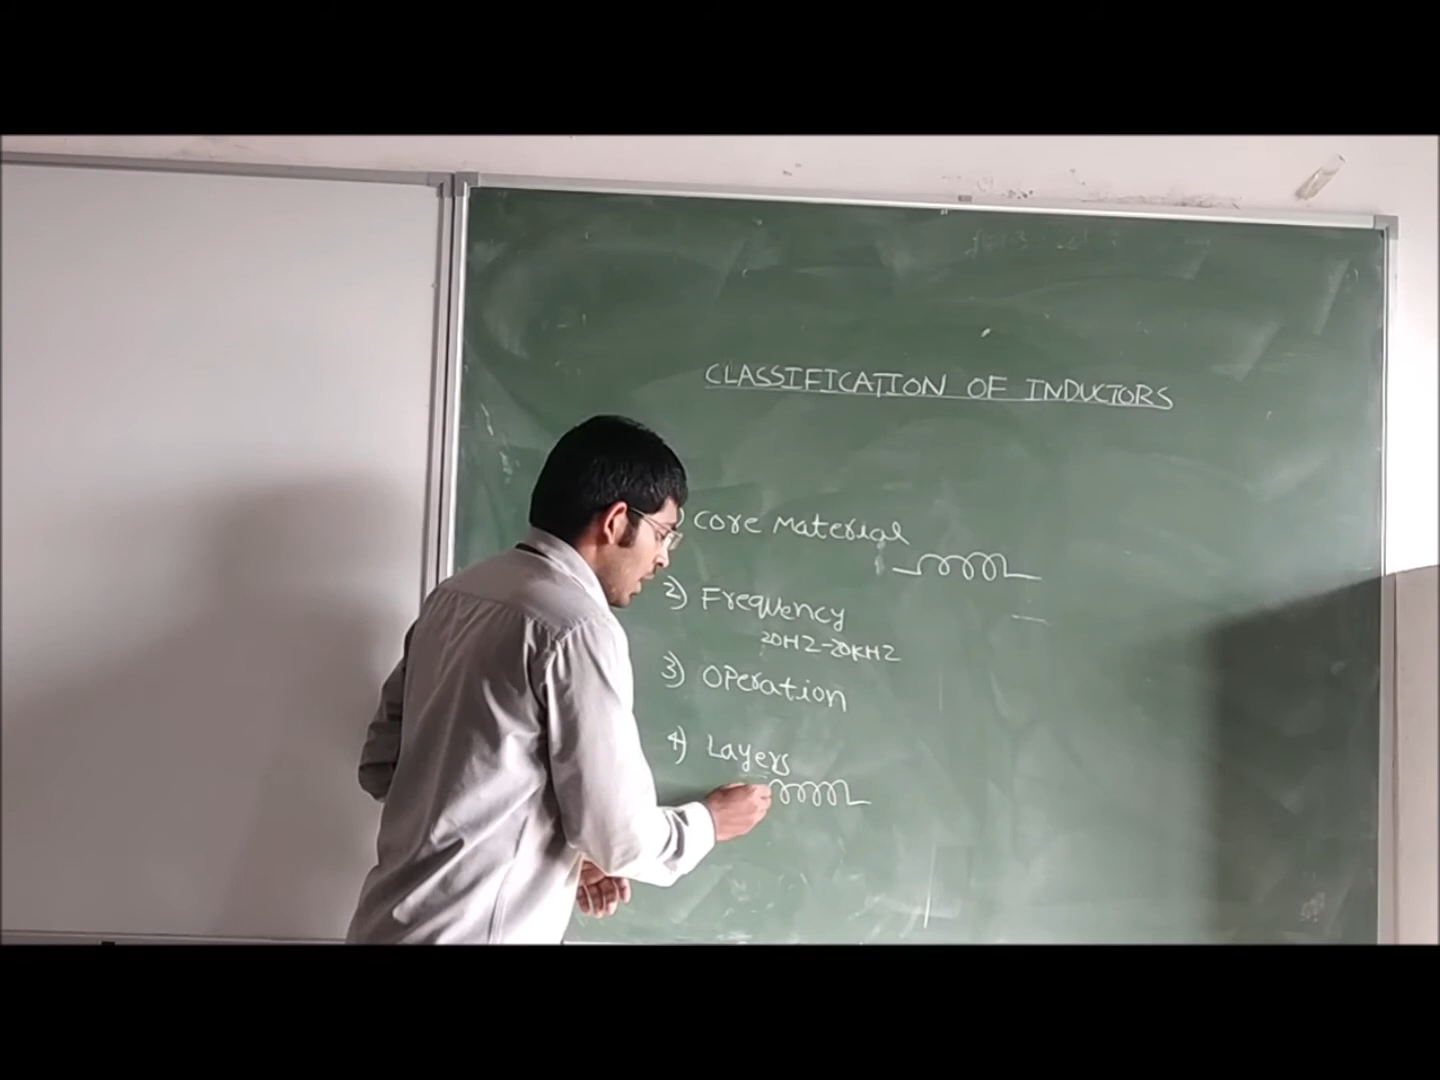 CLASSIFICATION OF INDUCTORS
) Core Material
2) Frequency
20HZ-20KHZ
3) Operation
4) Layers